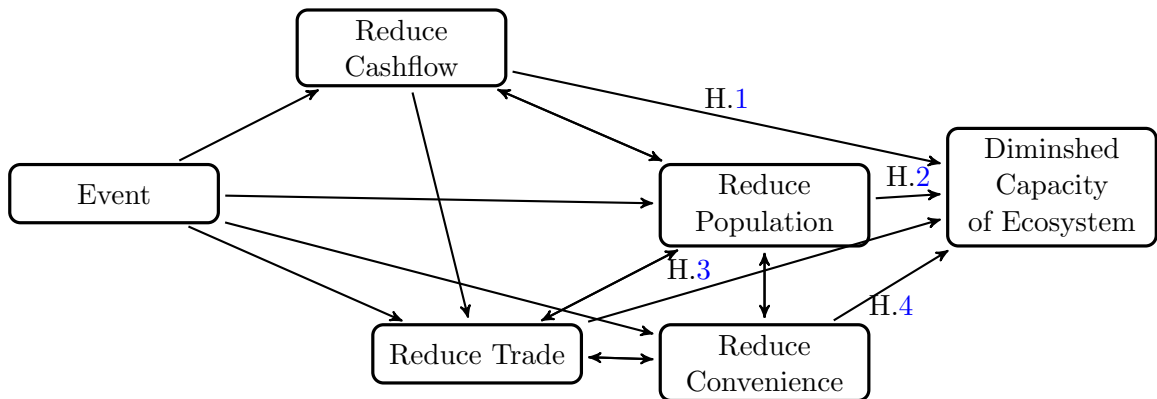 Reduce
Cashflow
H.1
Event
Reduce
Population
H.2
Diminshed
Capacity
of Ecosystem
H.3
H.4
Reduce Trade
Reduce
Convenience